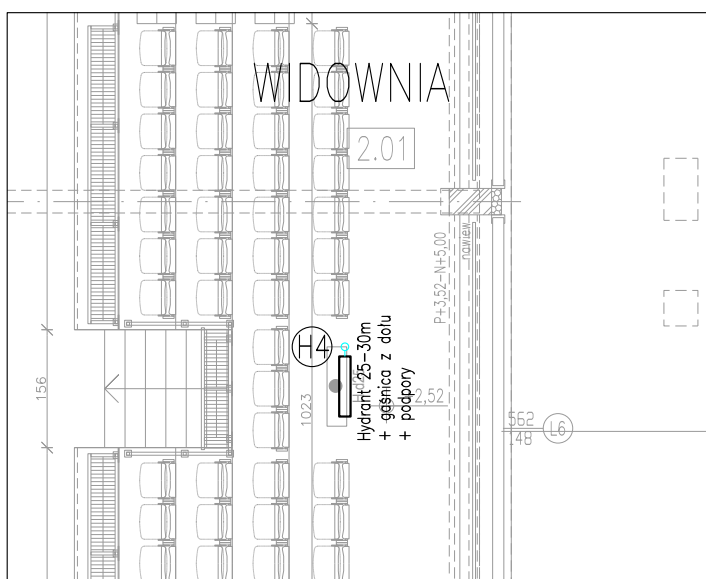 WIDOWNIA
2.01
P+3,52-N+5,00
nawiew
H4
Hydrant 25-30m
+ gaśnica z dołu
+ podpory
2,52
156
1023
562
148
L6